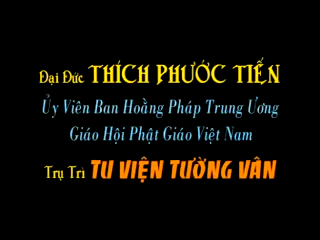 Đại Đức THÍCH PHƯỚC TIẾN
Ủy Viên Ban Hoằng Pháp Trung Ương
Giáo Hội Phật Giáo Việt Nam
Trụ Trì TU VIỆN TƯỜNG VÂN